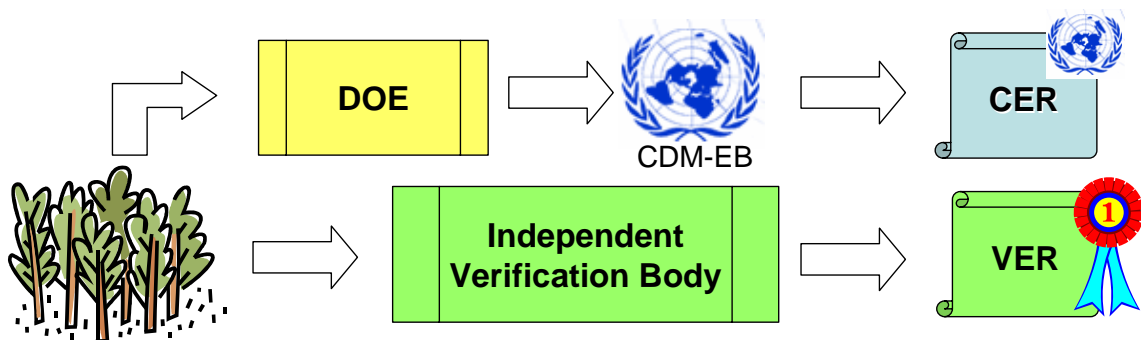 DOE
CDM-EB
CER
Independent
Verification Body
VER
1